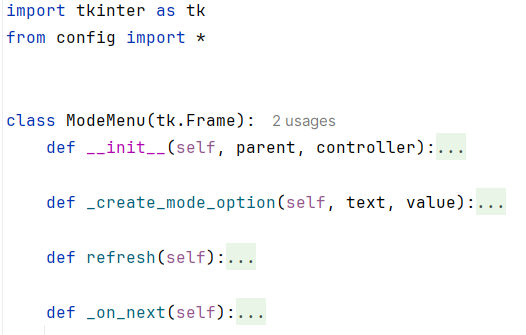 import tkinter as tk
from config import *
class ModeMenu(tk.Frame): 2 usages
def __init__(self, parent, controller):...
def _create_mode_option(self, text, value):...
def refresh(self):...
def _on_next(self):...